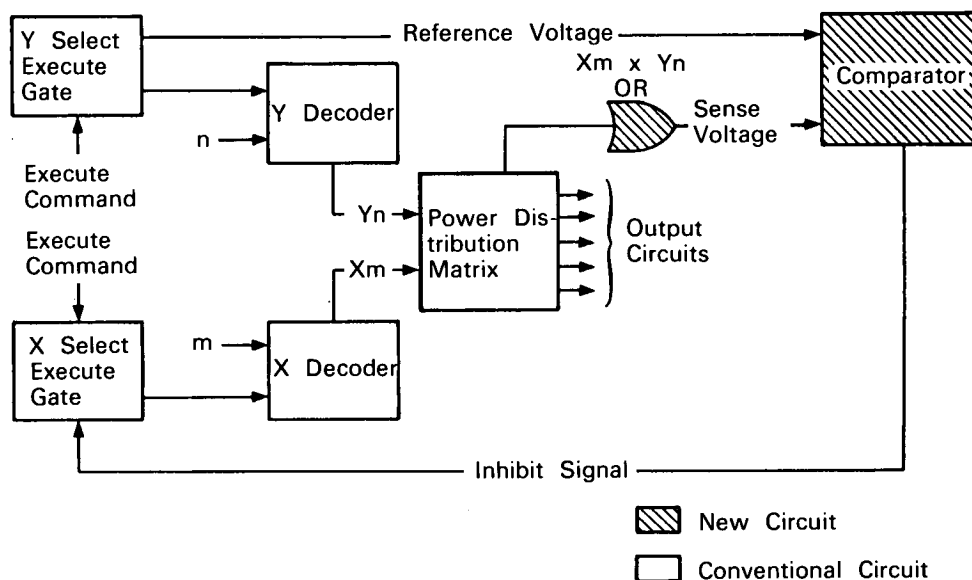 Y Select
Execute
Gate
Reference Voltage
Xm x Yn
OR
Comparator
Y Decoder
n
Sense
Voltage
Execute
Command
Yn
Power Dis-
tribution
Matrix
Output
Circuits
Execute
Command
Xm
X Select
Execute
Gate
m
X Decoder
Inhibit Signal
New Circuit
Conventional Circuit